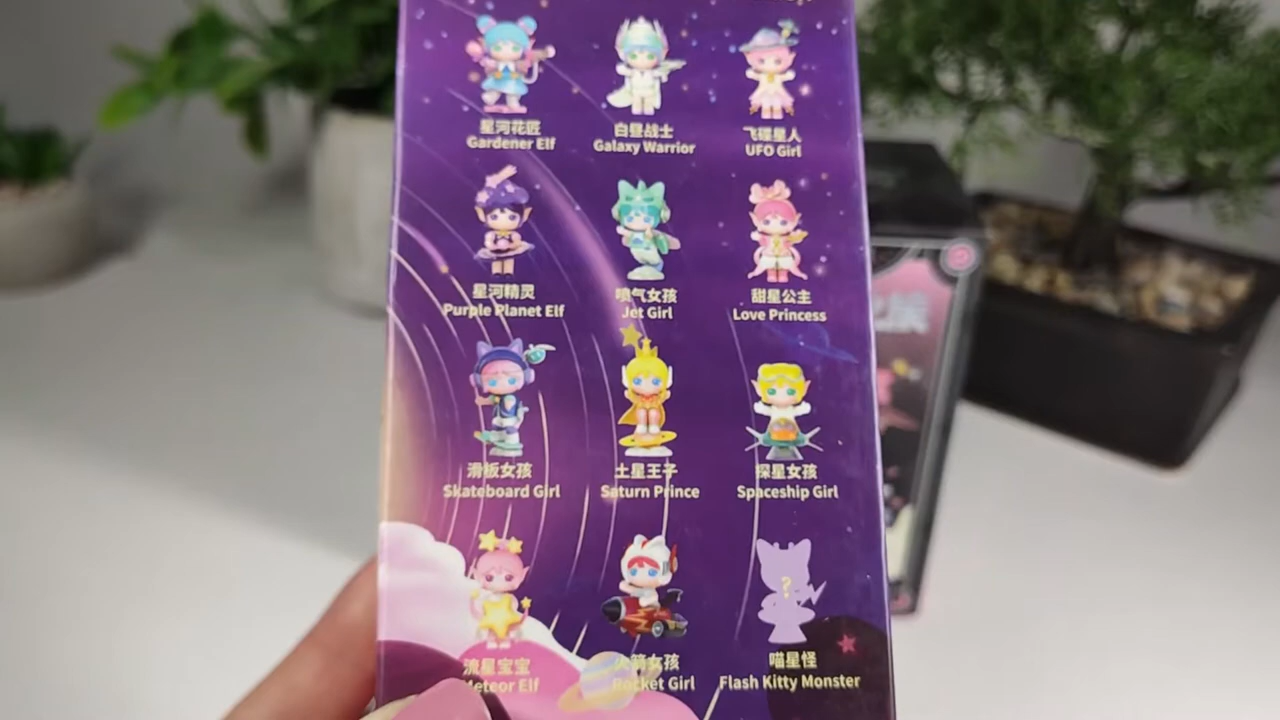 星河花匠 白昼战士 飞碟星人
Gardener Elf Galaxy Warrior UFO Girl
星河精灵 喷气女孩 甜星公主
Purple Planet Elf Jet Girl Love Princess
滑板女孩 土星王子 探星女孩
Skateboard Girl Saturn Prince Spaceship Girl
?
流星宝宝 火箭女孩 喵星怪
Meteor Elf Rocket Girl Flash Kitty Monster